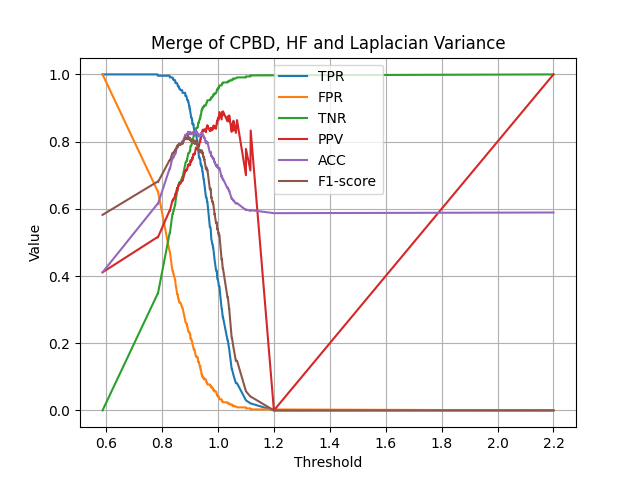 Merge of CPBD, HF and Laplacian Variance
1.0
0.8
0.6
0.4
0.2
0.0
Value
TPR
FPR
TNR
PPV
ACC
F1-score
0.6 0.8 1.0 1.2 1.4 1.6 1.8 2.0 2.2
Threshold